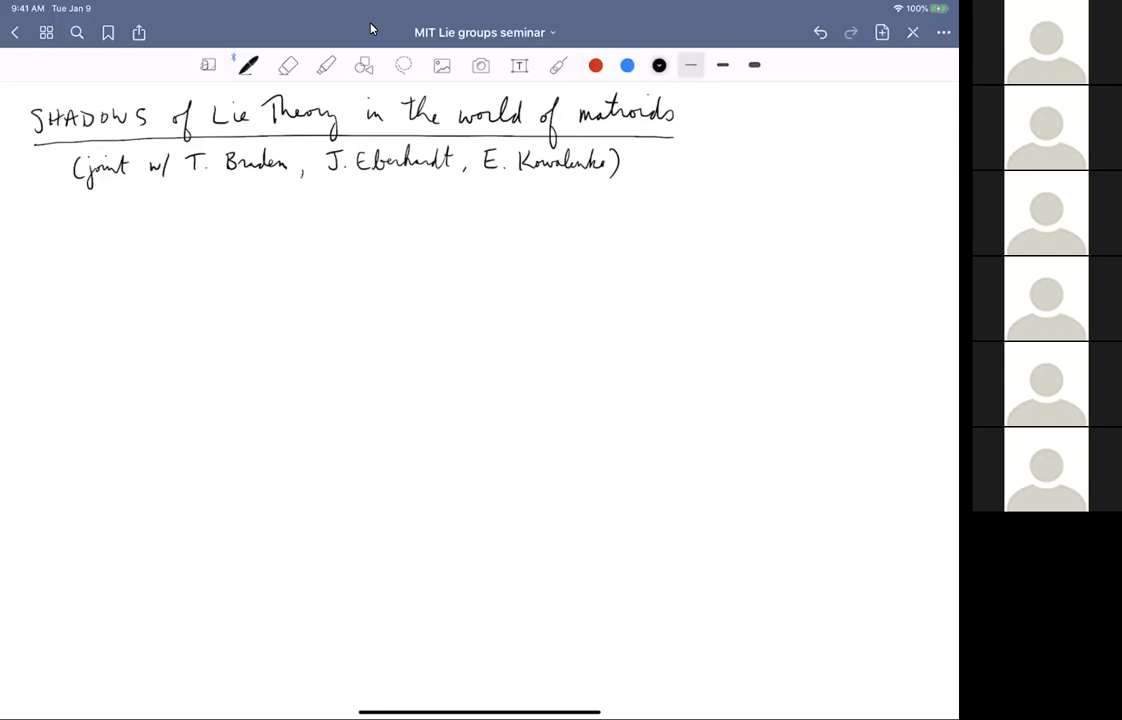 9:41 AM Tue Jan 9
100%
MIT Lie groups seminar
SHADOWS of Lie Theory in the world of matroids
(joint w/ T. Braden, J. Eberhardt, E. Kowalenko)